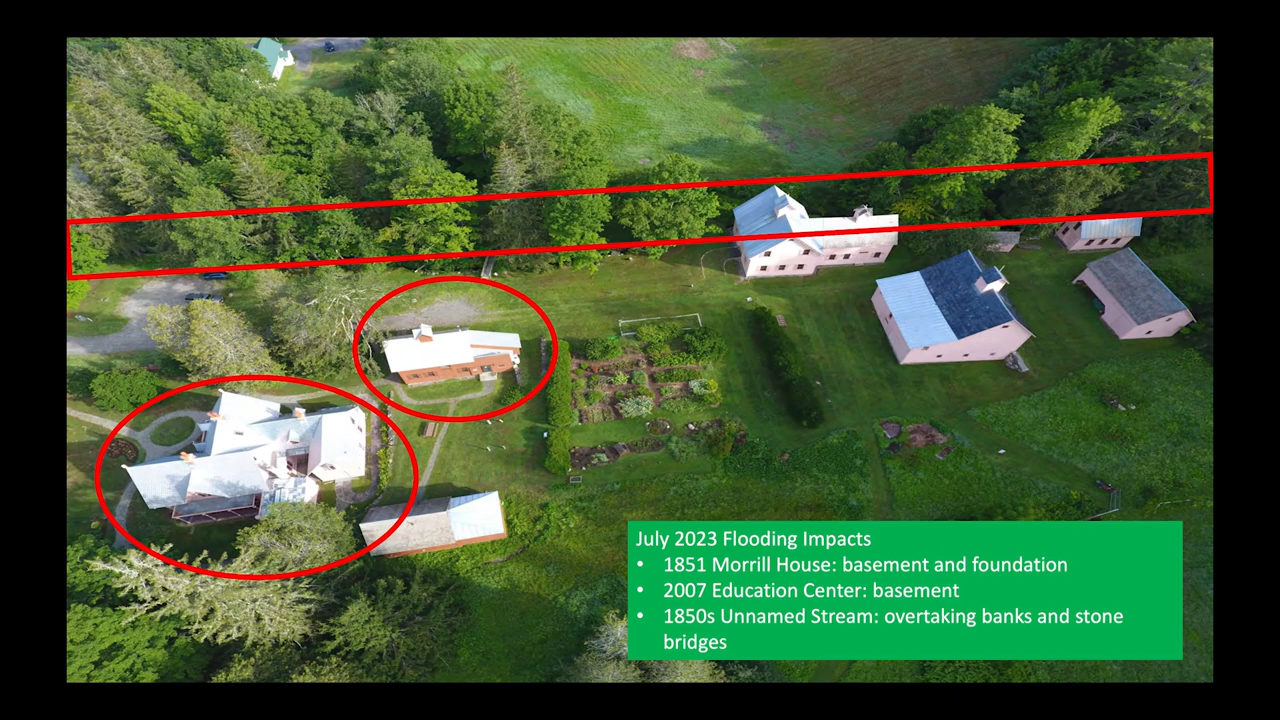 July 2023 Flooding Impacts
• 1851 Morrill House: basement and foundation
• 2007 Education Center: basement
• 1850s Unnamed Stream: overtaking banks and stone
bridges